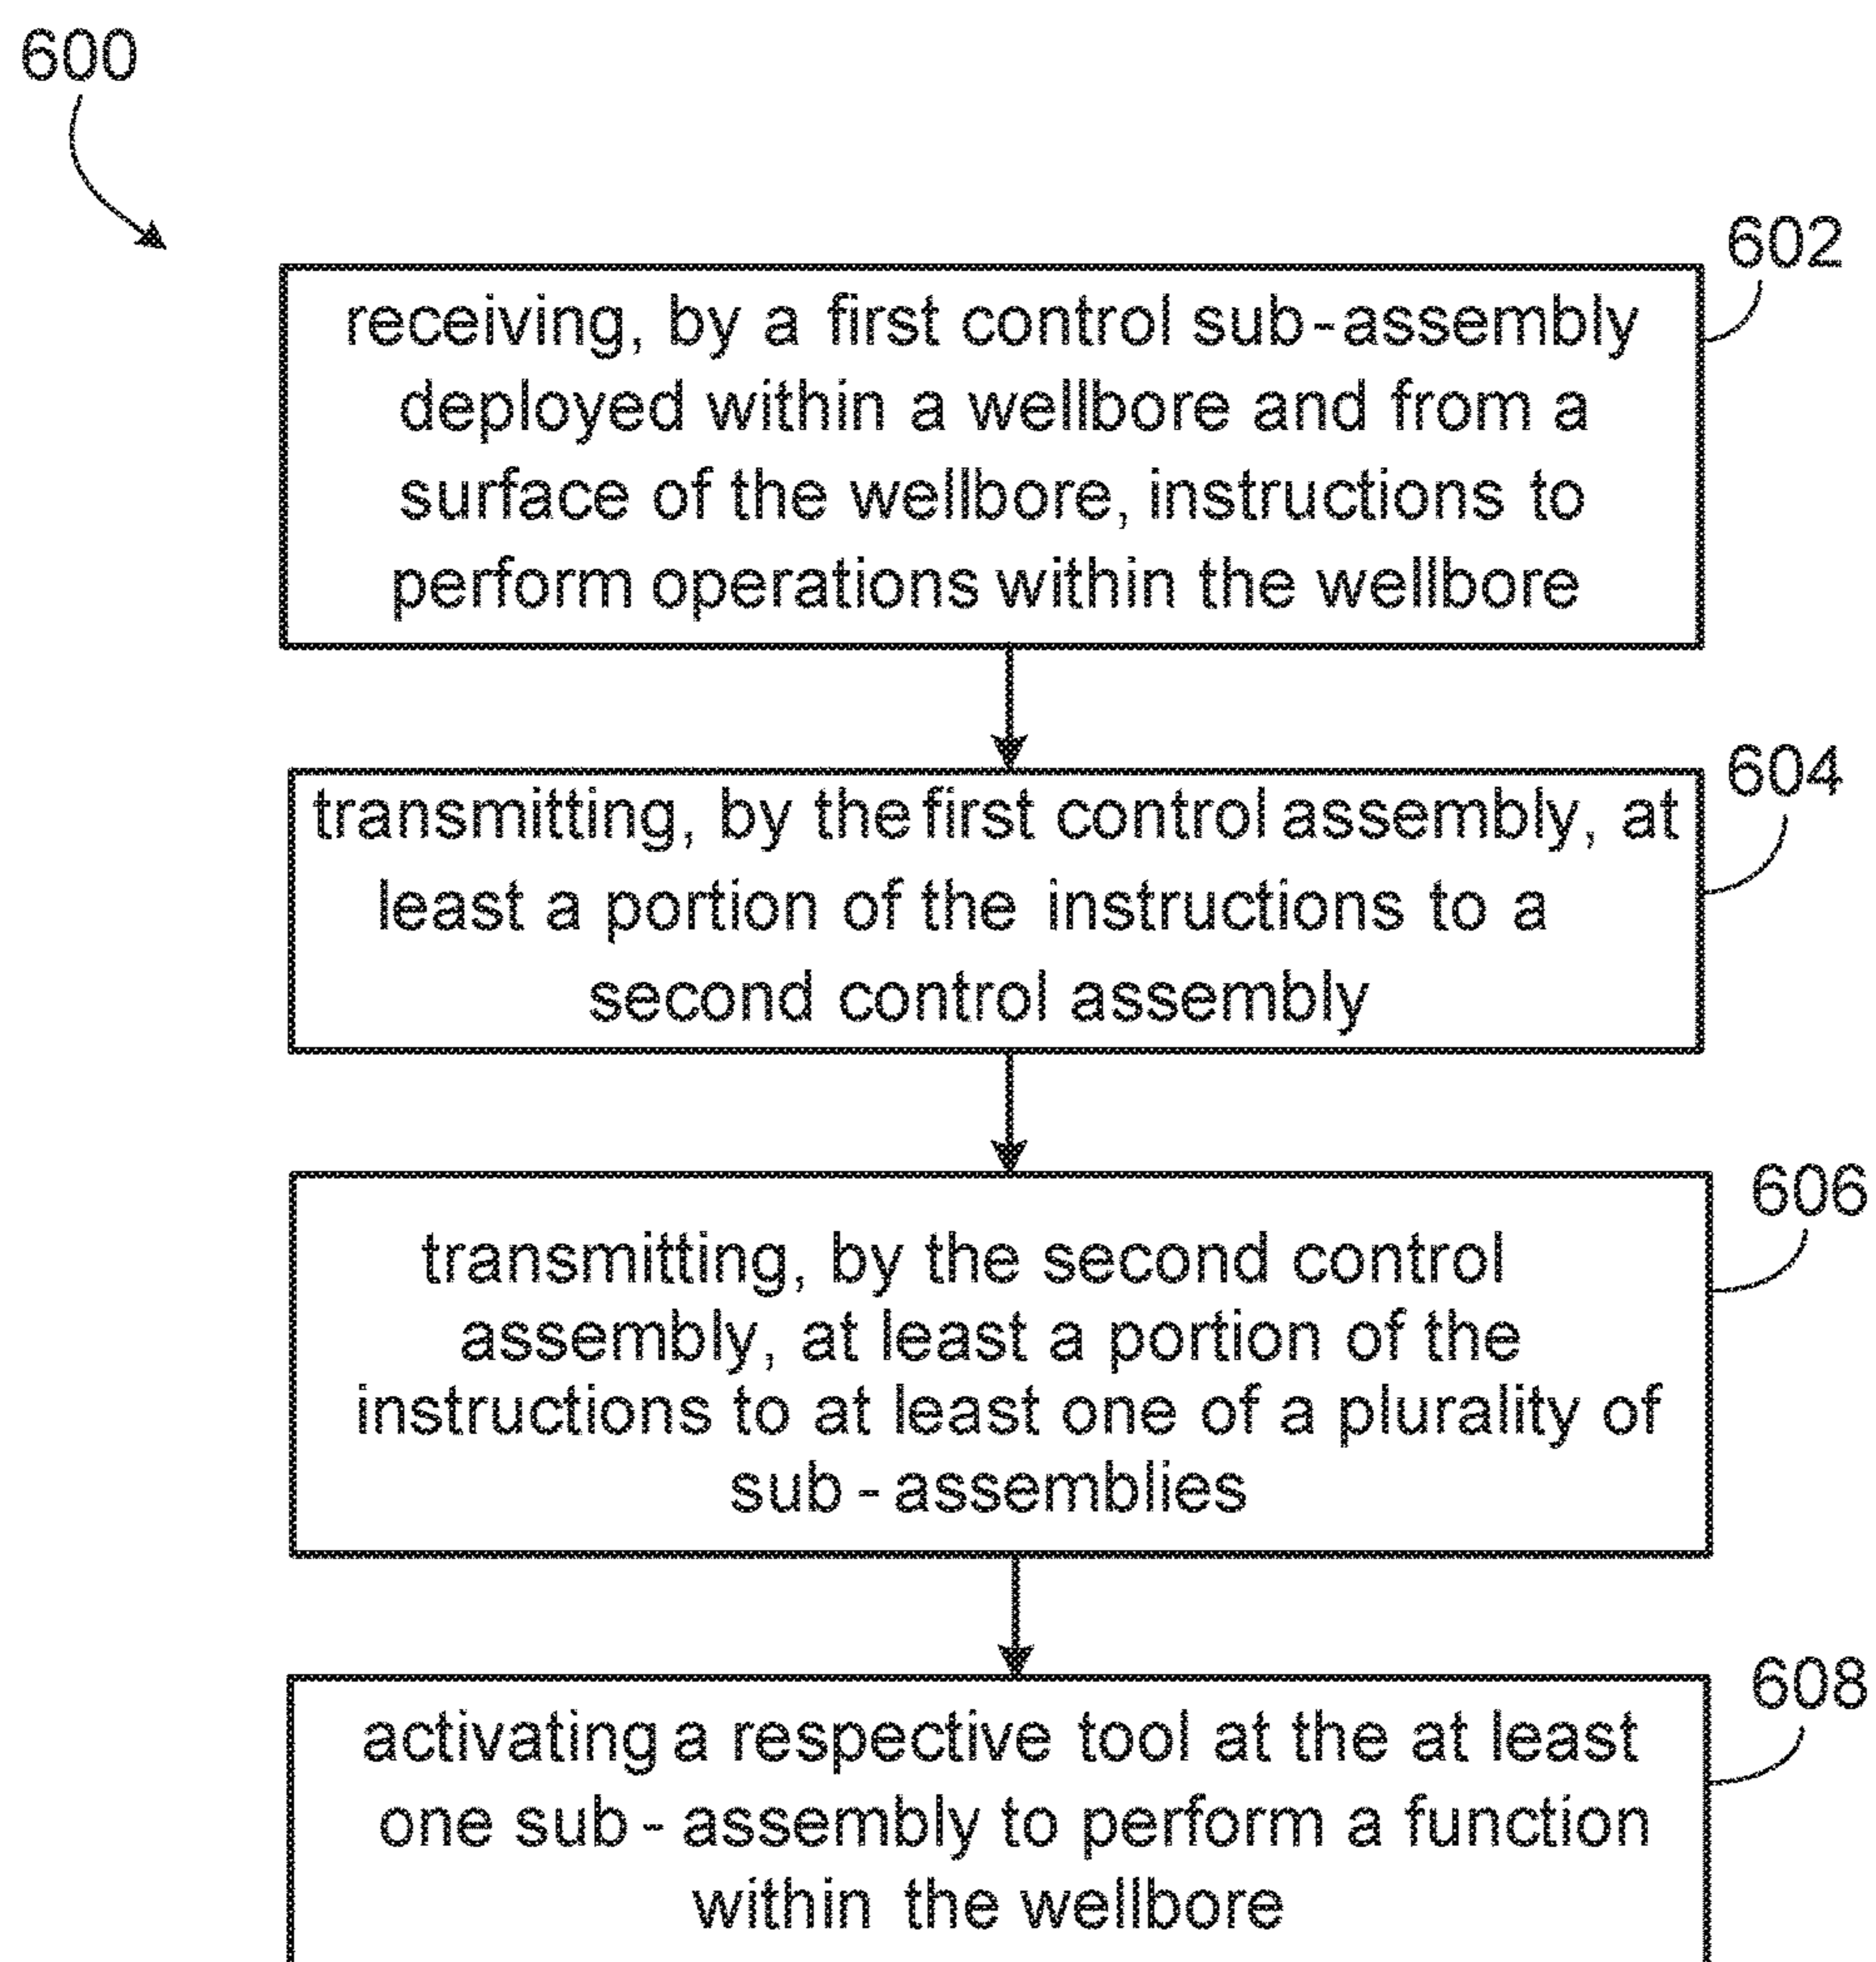 600
602
receiving, by a first control sub-assembly
deployed within a wellbore and from a
surface of the wellbore, instructions to
perform operations within the wellbore
604
transmitting, by the first control assembly, at
least a portion of the instructions to a
second control assembly
606
transmitting, by the second control
assembly, at least a portion of the
instructions to at least one of a plurality of
sub - assemblies
608
activating a respective tool at the at least
one sub - assembly to perform a function
within the wellbore